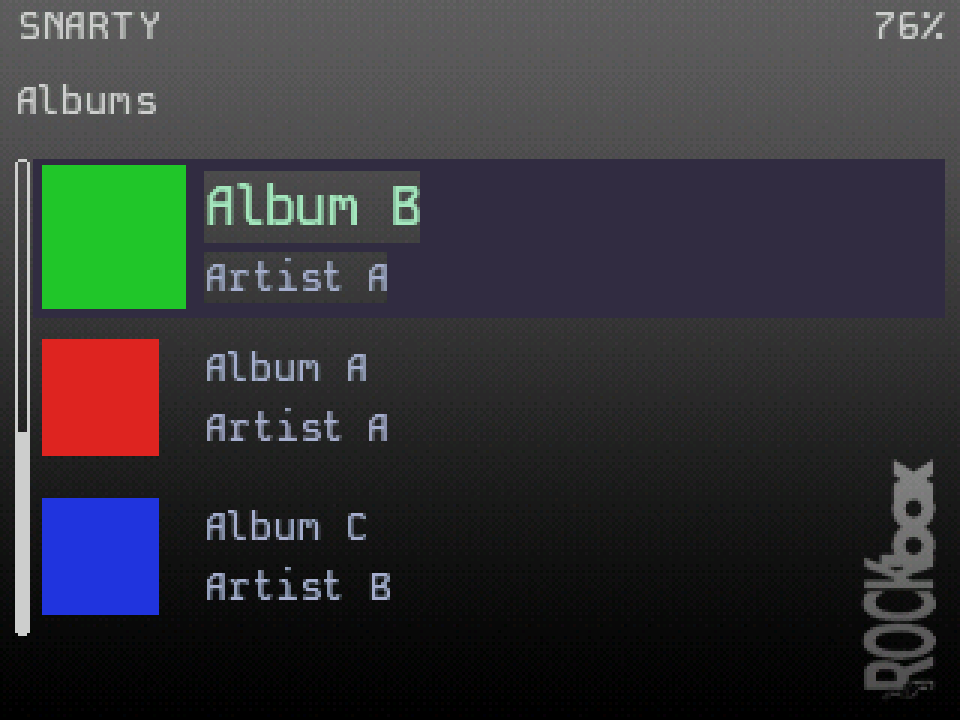 SNARTY 76%
Albums
Album B
Artist A
Album A
Artist A
Album C
Artist B
ROCKbox